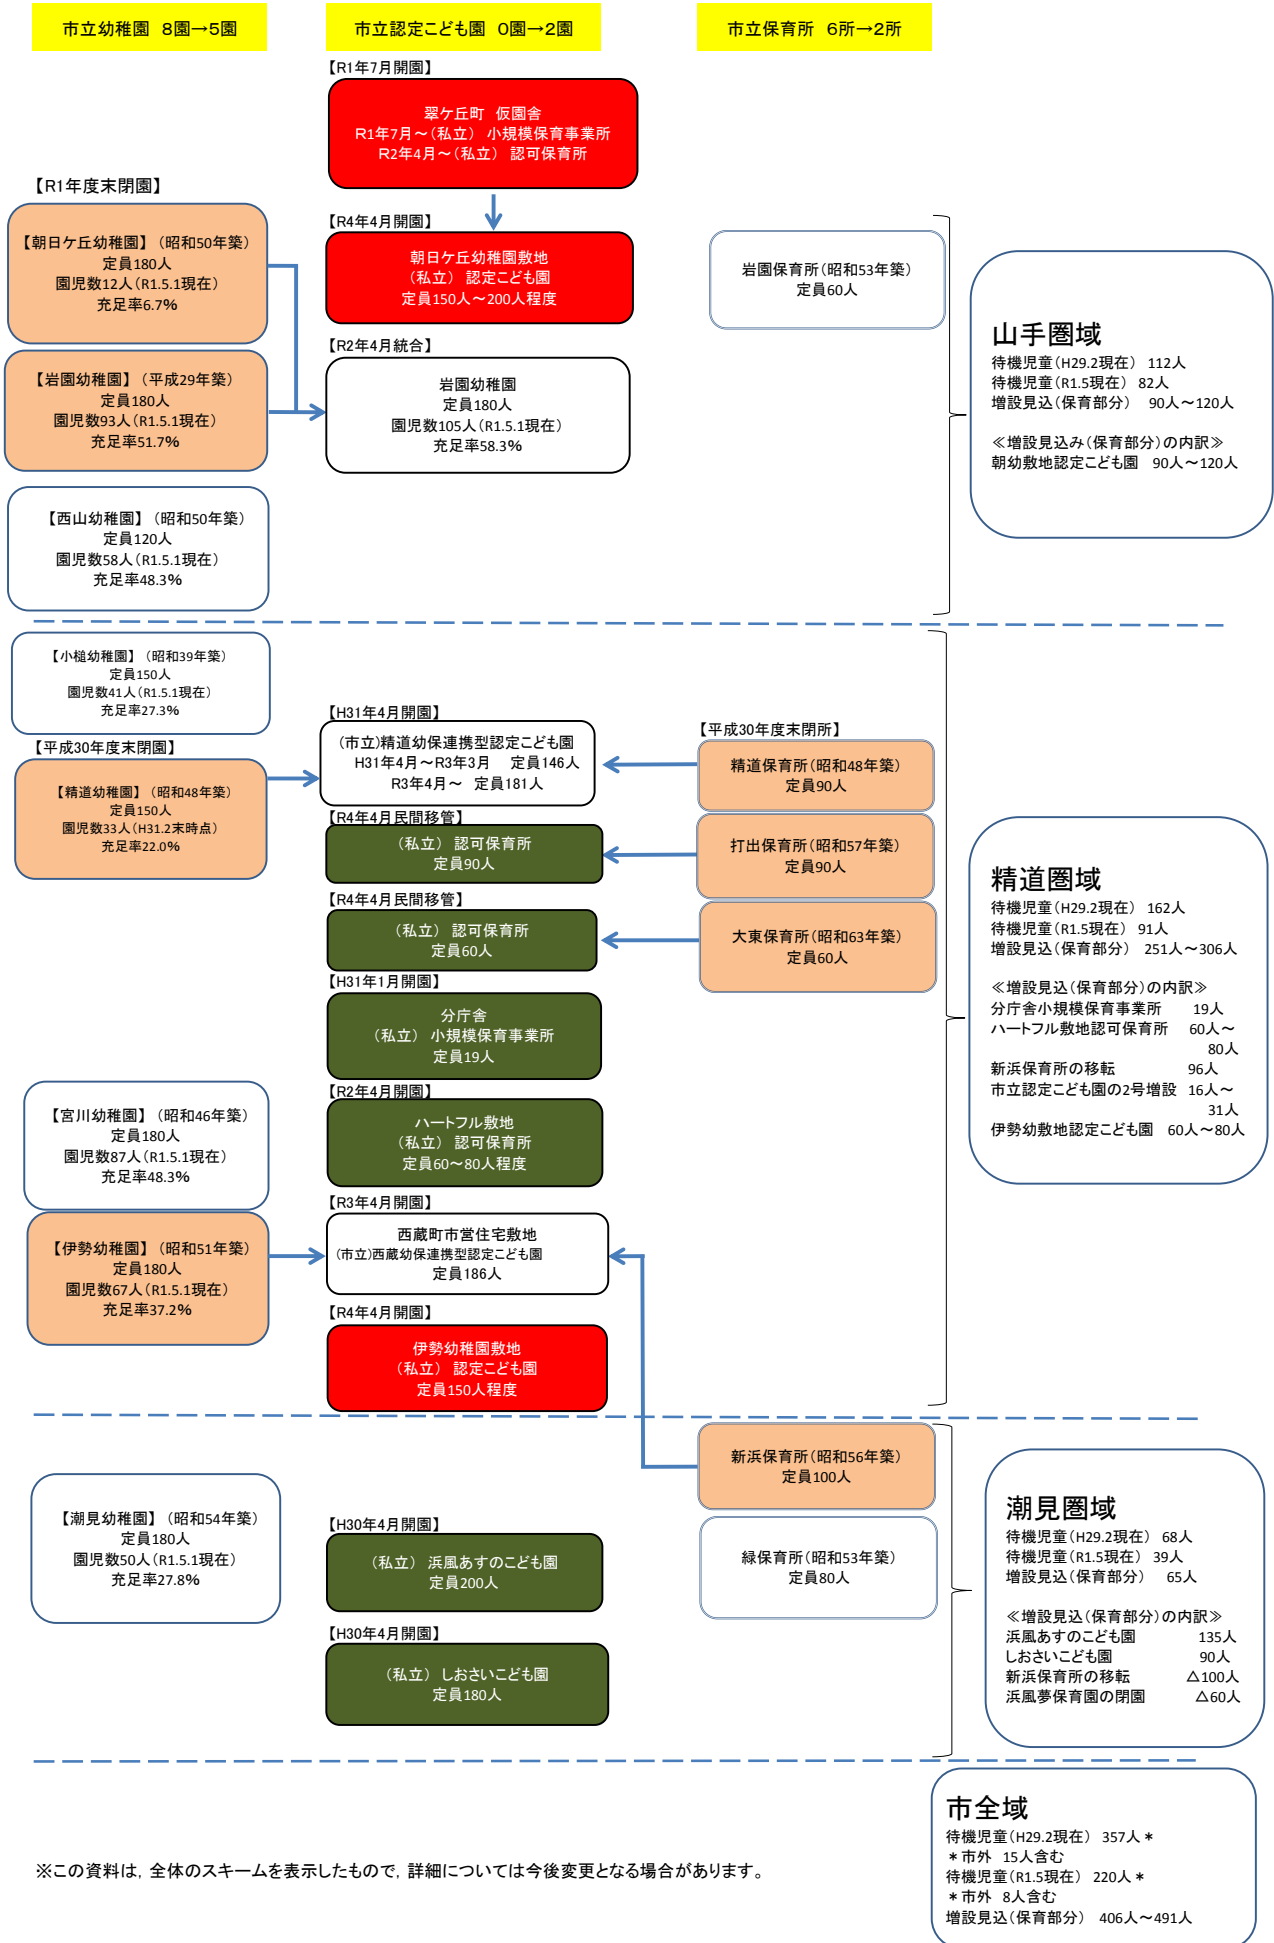 市立幼稚園 8園→5園
市立認定こども園 0園→2園
市立保育所 6所→2所
【R1年7月開園】
翠ケ丘町 仮園舎
R1年7月～（私立） 小規模保育事業所
R2年4月～（私立） 認可保育所
【R1年度末閉園】
【朝日ケ丘幼稚園】（昭和50年築）
定員180人
園児数12人（R1.5.1現在）
充足率6.7%
【R4年4月開園】
朝日ケ丘幼稚園敷地
（私立） 認定こども園
定員150人～200人程度
岩園保育所（昭和53年築）
定員60人
【岩園幼稚園】（平成29年築）
定員180人
園児数93人（R1.5.1現在）
充足率51.7%
【R2年4月統合】
岩園幼稚園
定員180人
園児数105人（R1.5.1現在）
充足率58.3%
山手圏域
待機児童（H29.2現在） 112人
待機児童（R1.5現在） 82人
増設見込（保育部分） 90人～120人
≪増設見込み（保育部分）の内訳≫
朝幼敷地認定こども園 90人～120人
【西山幼稚園】（昭和50年築）
定員120人
園児数58人（R1.5.1現在）
充足率48.3%
【小槌幼稚園】（昭和39年築）
定員150人
園児数41人（R1.5.1現在）
充足率27.3%
【平成30年度末閉園】
【精道幼稚園】（昭和48年築）
定員150人
園児数33人（H31.2末時点）
充足率22.0%
【H31年4月開園】
（市立）精道幼保連携型認定こども園
H31年4月～R3年3月 定員146人
R3年4月～ 定員181人
【平成30年度末閉所】
精道保育所（昭和48年築）
定員90人
【R4年4月民間移管】
（私立） 認可保育所
定員90人
打出保育所（昭和57年築）
定員90人
【R4年4月民間移管】
（私立） 認可保育所
定員60人
大東保育所（昭和63年築）
定員60人
【H31年1月開園】
分庁舎
（私立） 小規模保育事業所
定員19人
【R2年4月開園】
ハートフル敷地
（私立） 認可保育所
定員60～80人程度
精道圏域
待機児童（H29.2現在） 162人
待機児童（R1.5現在） 91人
増設見込（保育部分） 251人～306人
≪増設見込（保育部分）の内訳≫
分庁舎小規模保育事業所 19人
ハートフル敷地認可保育所 60人～
80人
新浜保育所の移転 96人
市立認定こども園の2号増設 16人～
31人
伊勢幼敷地認定こども園 60人～80人
【宮川幼稚園】（昭和46年築）
定員180人
園児数87人（R1.5.1現在）
充足率48.3%
【伊勢幼稚園】（昭和51年築）
定員180人
園児数67人（R1.5.1現在）
充足率37.2%
【R3年4月開園】
西蔵町市営住宅敷地
（市立）西蔵幼保連携型認定こども園
定員186人
【R4年4月開園】
伊勢幼稚園敷地
（私立） 認定こども園
定員150人程度
新浜保育所（昭和56年築）
定員100人
【潮見幼稚園】（昭和54年築）
定員180人
園児数50人（R1.5.1現在）
充足率27.8%
【H30年4月開園】
（私立） 浜風あすのこども園
定員200人
緑保育所（昭和53年築）
定員80人
【H30年4月開園】
（私立） しおさいこども園
定員180人
潮見圏域
待機児童（H29.2現在） 68人
待機児童（R1.5現在） 39人
増設見込（保育部分） 65人
≪増設見込（保育部分）の内訳≫
浜風あすのこども園 135人
しおさいこども園 90人
新浜保育所の移転 △100人
浜風夢保育園の閉園 △60人
市全域
待機児童（H29.2現在） 357人＊
＊市外 15人含む
待機児童（R1.5現在） 220人＊
＊市外 8人含む
増設見込（保育部分） 406人～491人
※この資料は，全体のスキームを表示したもので，詳細については今後変更となる場合があります。